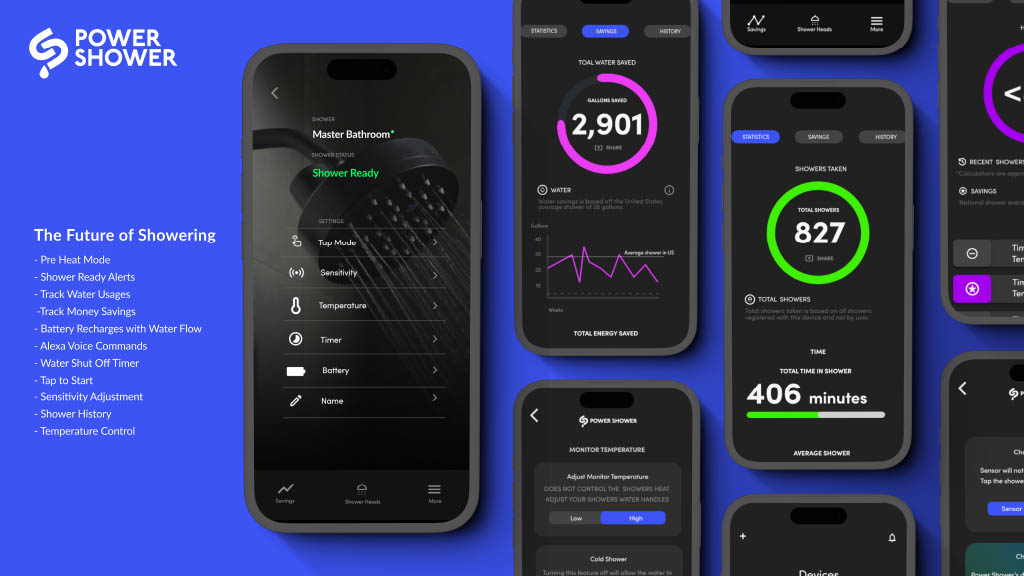 POWER
SHOWER
The Future of Showering
- Pre Heat Mode
- Shower Ready Alerts
- Track Water Usages
-Track Money Savings
- Battery Recharges with Water Flow
- Alexa Voice Commands
- Water Shut Off Timer
- Tap to Start
- Sensitivity Adjustment
- Shower History
- Temperature Control
SHOWER
Master Bathroom
SHOWER STATUS
Shower Ready
SETTINGS
Tap Mode
Sensitivity
Temperature
Timer
Battery
Name
Savings
Shower Heads
More
STATISTICS
SAVINGS
HISTORY
TOAL WATER SAVED
GALLONS SAVED
2,901
SHARE
WATER
Water savings is based off the United States
average shower of 28 gallons.
Gallons
40
30
20
10
Average shower in US
Weeks
TOTAL ENERGY SAVED
POWER SHOWER
MONITOR TEMPERATURE
Adjust Monitor Temperature
DOES NOT CONTROL THE SHOWERS HEAT
ADJUST YOUR SHOWERS WATER HANDLES
Low
High
Cold Shower
Turning this feature off will allow the water to
Savings
Shower Heads
More
STATISTICS
SAVINGS
HISTORY
SHOWERS TAKEN
TOTAL SHOWERS
827
SHARE
TOTAL SHOWERS
Total showers taken is based on all showers
registered with this device and not by user.
TIME
TOTAL TIME IN SHOWER
406 minutes
AVERAGE SHOWER
Devices
<
RECENT SHOWERS
*Calculations are appro
SAVINGS
National shower avera
Tim
Tem
Tim
Tem
Sensor will not
Tap the showe
Sensor
Power Shower's d